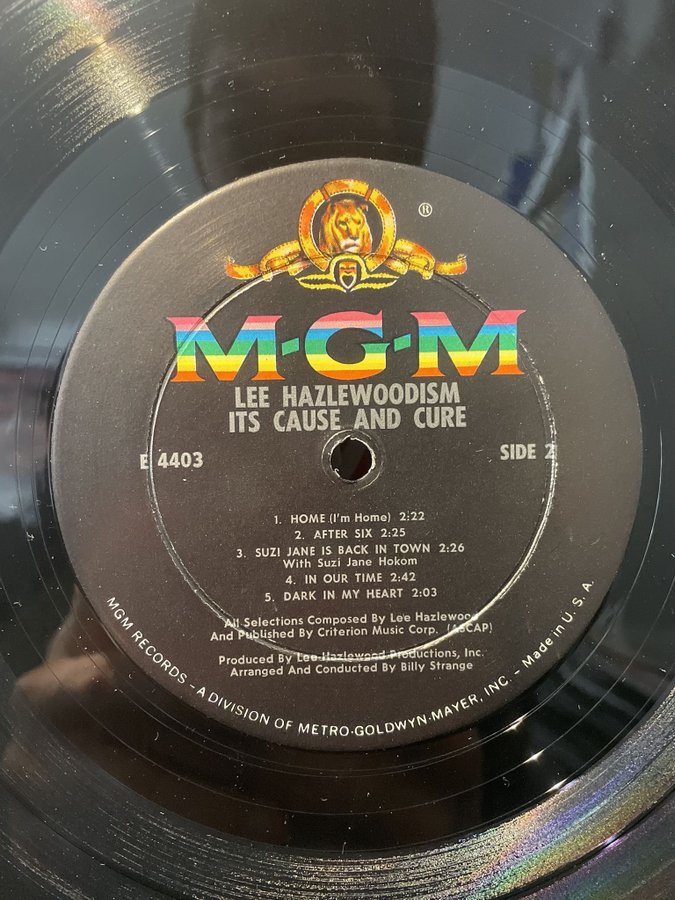 ®
M-G-M
LEE HAZLEWOODISM
ITS CAUSE AND CURE
E 4403
SIDE 2
1. HOME (I'm Home) 2:22
2. AFTER SIX 2:25
3. SUZI JANE IS BACK IN TOWN 2:26
With Suzi Jane Hokom
4. IN OUR TIME 2:42
5. DARK IN MY HEART 2:03
All Selections Composed By Lee Hazlewood
And Published By Criterion Music Corp. (ASCAP)
Produced By Lee Hazlewood Productions, Inc.
Arranged And Conducted By Billy Strange
MGM RECORDS – A DIVISION OF METRO-GOLDWYN-MAYER, INC. – Made in U. S. A.